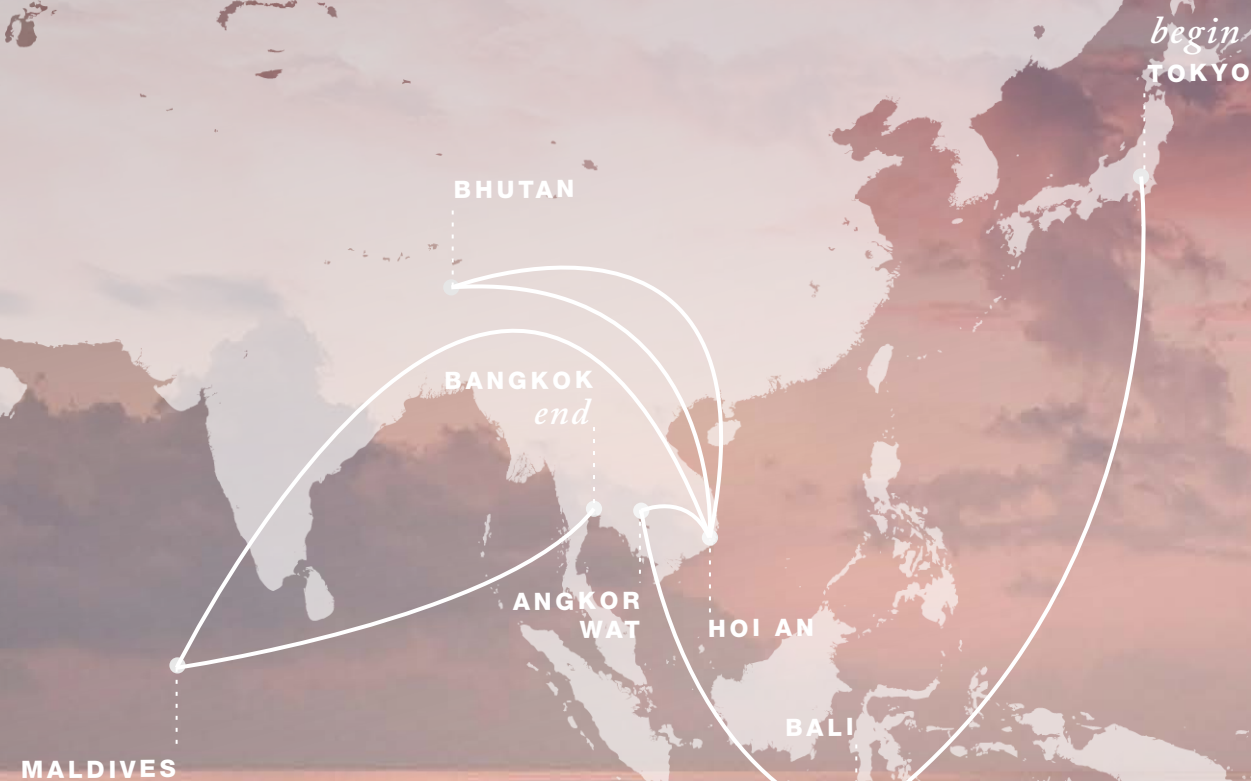 begin
TOKYO
BHUTAN
BANGKOK
end
ANGKOR
WAT
HOI AN
BALI
MALDIVES